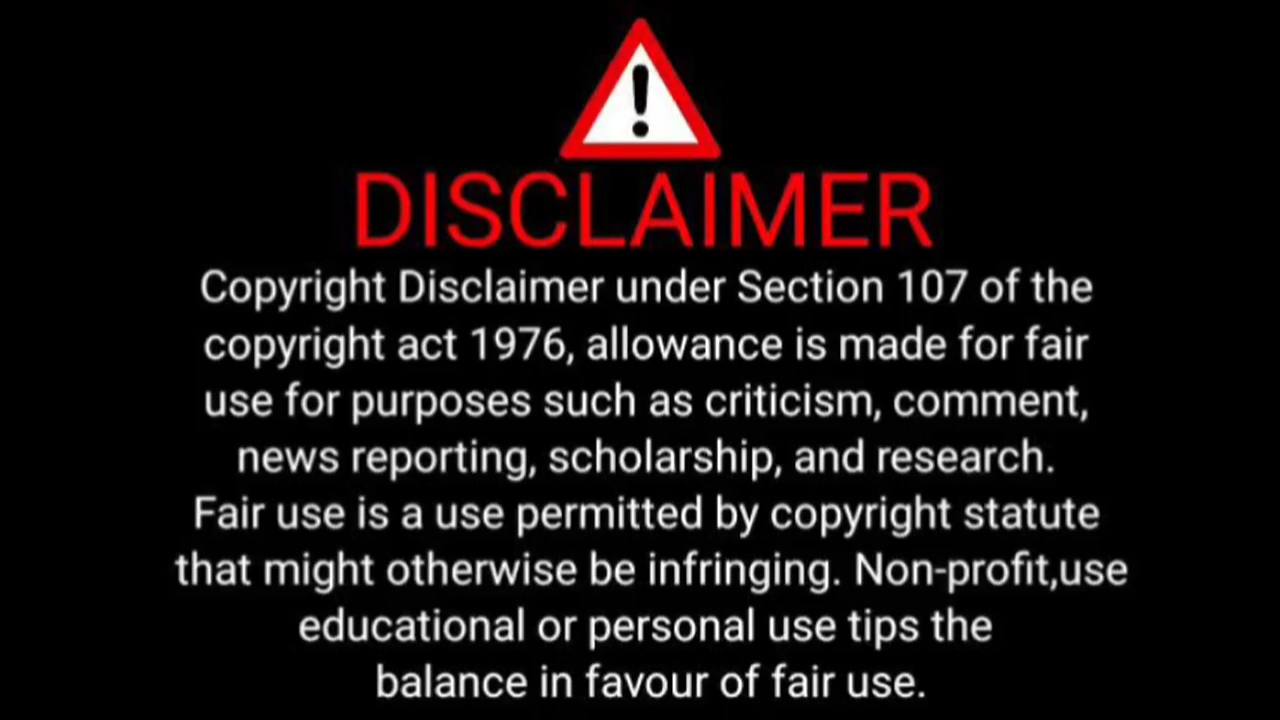 DISCLAIMER
Copyright Disclaimer under Section 107 of the
copyright act 1976, allowance is made for fair
use for purposes such as criticism, comment,
news reporting, scholarship, and research.
Fair use is a use permitted by copyright statute
that might otherwise be infringing. Non-profit,use
educational or personal use tips the
balance in favour of fair use.